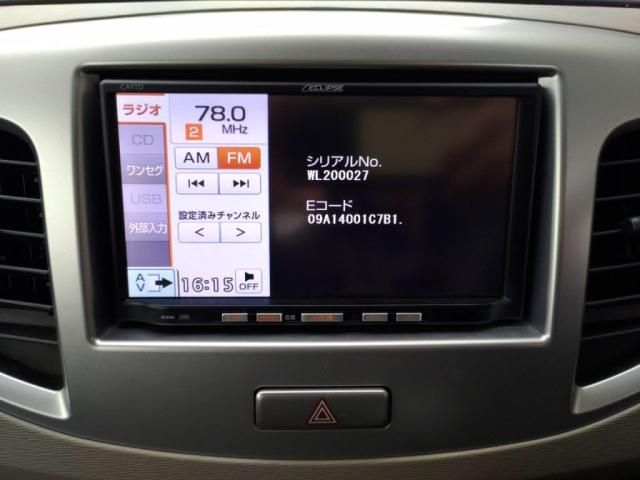 CA9TD
ECLIPSE
ラジオ
CD
ワンセグ
USB
外部入力
AV
78.0
2 MHz
AM FM
設定済みチャンネル
< >
16:15
OFF
シリアルNo.
WL200027
Eコード
09A14001C7B1.